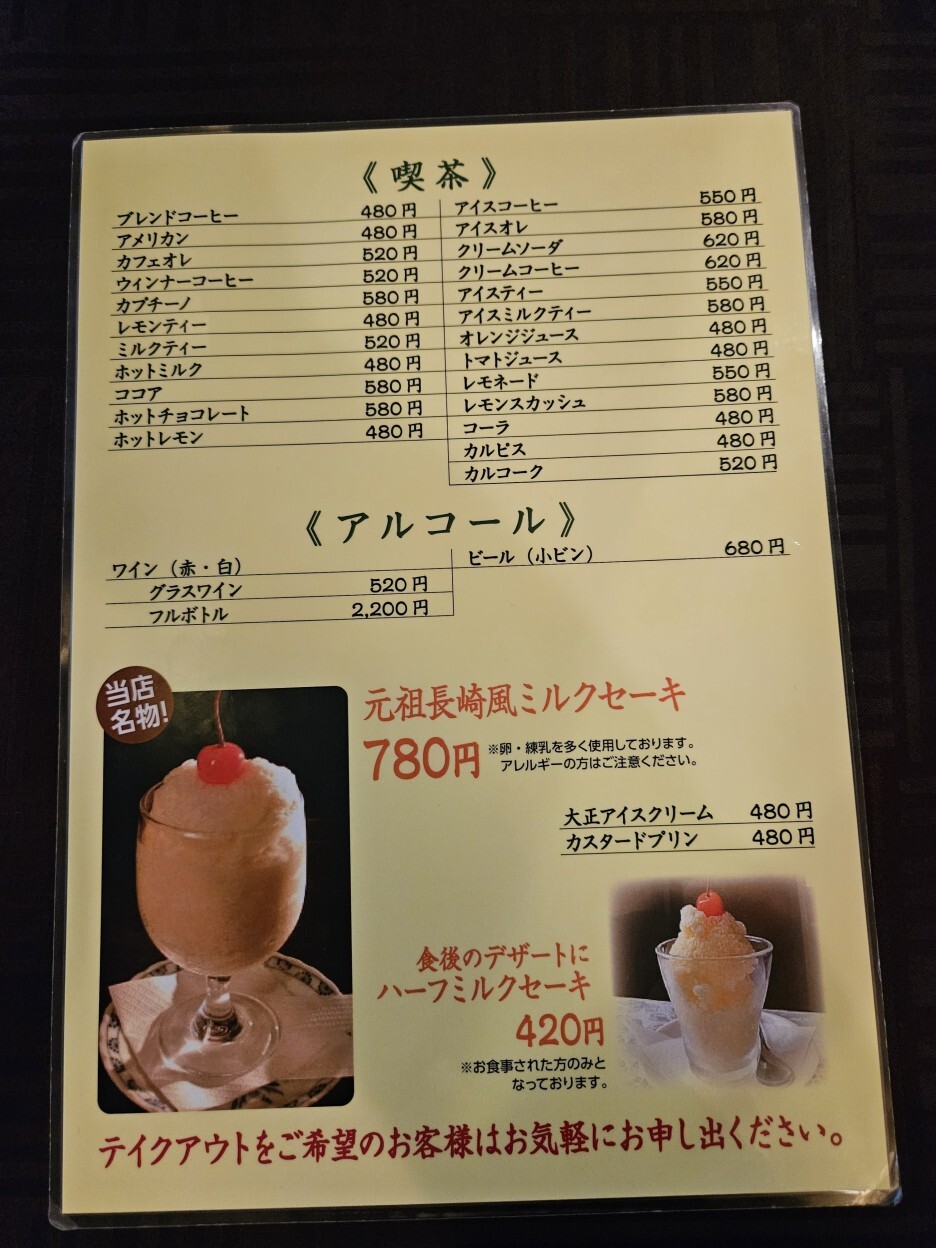 《喫茶》
ブレンドコーヒー 480円
アメリカン 480円
カフェオレ 520円
ウィンナーコーヒー 520円
カプチーノ 580円
レモンティー 480円
ミルクティー 520円
ホットミルク 480円
ココア 580円
ホットチョコレート 580円
ホットレモン 480円
アイスコーヒー 550円
アイスオレ 580円
クリームソーダ 620円
クリームコーヒー 620円
アイスティー 550円
アイスミルクティー 580円
オレンジジュース 480円
トマトジュース 480円
レモネード 550円
レモンスカッシュ 580円
コーラ 480円
カルピス 480円
カルコーク 520円
《アルコール》
ワイン（赤・白）
グラスワイン 520円
フルボトル 2,200円
ビール（小ビン） 680円
当店
名物!
元祖長崎風ミルクセーキ
780円
※卵・練乳を多く使用しております。
アレルギーの方はご注意ください。
大正アイスクリーム 480円
カスタードプリン 480円
食後のデザートに
ハーフミルクセーキ
420円
※お食事された方のみと
なっております。
テイクアウトをご希望のお客様はお気軽にお申し出ください。